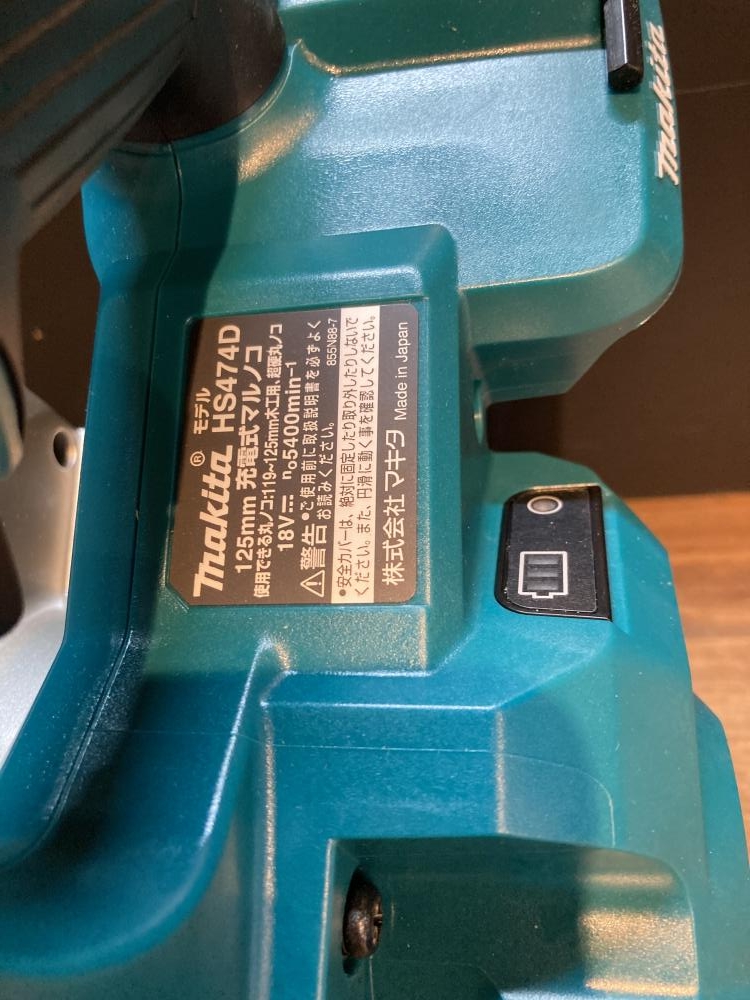 makita
makita® モデル HS474D
125mm 充電式マルノコ
使用できる丸ノコ:119~125mm木工用、超硬丸ノコ
18V⎓ n₀5400min⁻¹
⚠警告 •ご使用前に取扱説明書を必ずよく
お読みください。
855N88-7
•安全カバーは、絶対に固定したり取り外したりしないで
ください。また、円滑に動く事を確認してください。
株式会社 マキタ Made in Japan